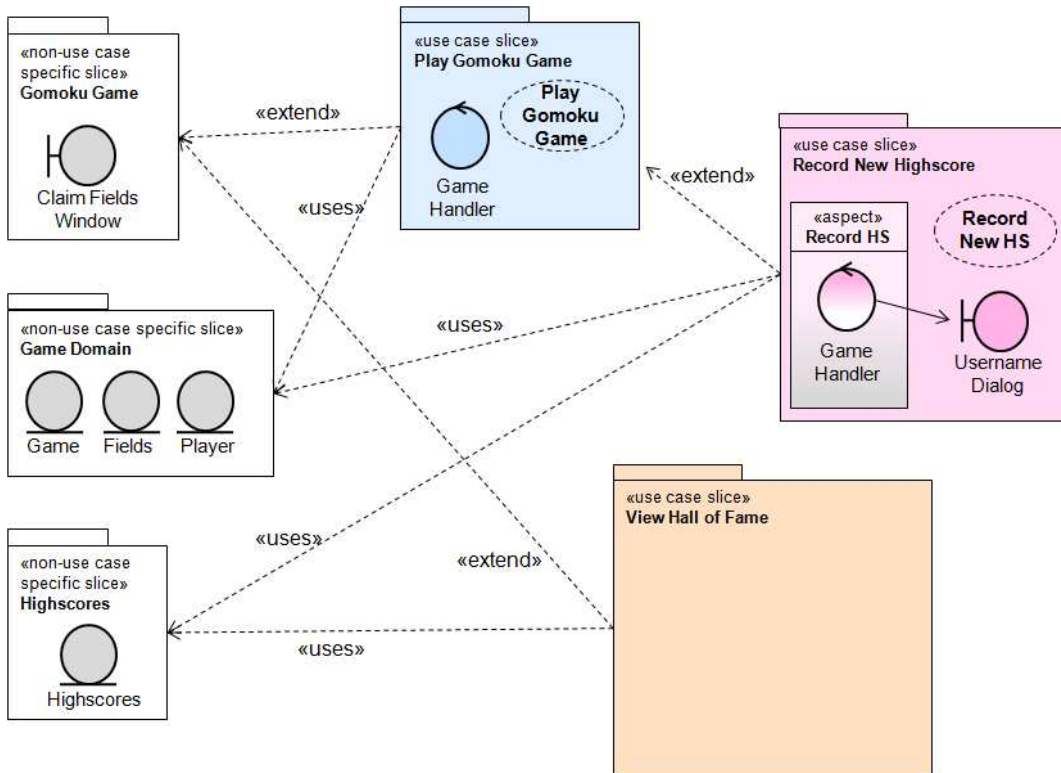 «non-use case
specific slice»
Gomoku Game
Claim Fields
Window
«extend»
«use case slice»
Play Gomoku Game
Play
Gomoku
Game
Game
Handler
«uses»
«extend»
«use case slice»
Record New Highscore
«aspect»
Record HS
Record
New HS
Game
Handler
Username
Dialog
«non-use case specific slice»
Game Domain
Game
Fields
Player
«uses»
«use case slice»
View Hall of Fame
«non-use case
specific slice»
Highscores
Highscores
«uses»
«extend»
«uses»